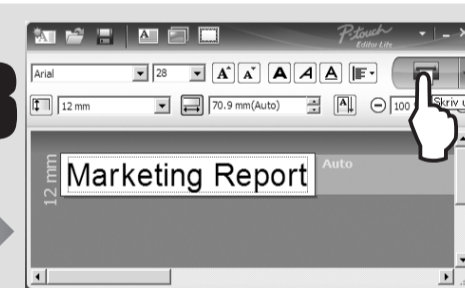 P-touch
Editor Lite
Arial 28 A A A A A
12 mm 70.9 mm(Auto) A 100
Skriv u
12 mm
Marketing Report
Auto